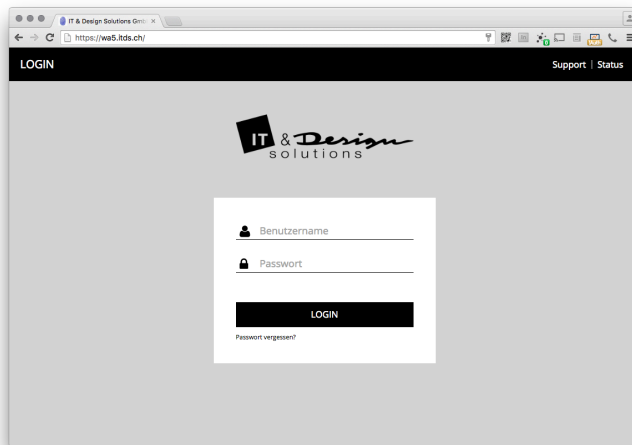 IT & Design Solutions Gmb
https://wa5.itds.ch/
LOGIN
Support | Status
IT & Design
solutions
Benutzername
Passwort
LOGIN
Passwort vergessen?